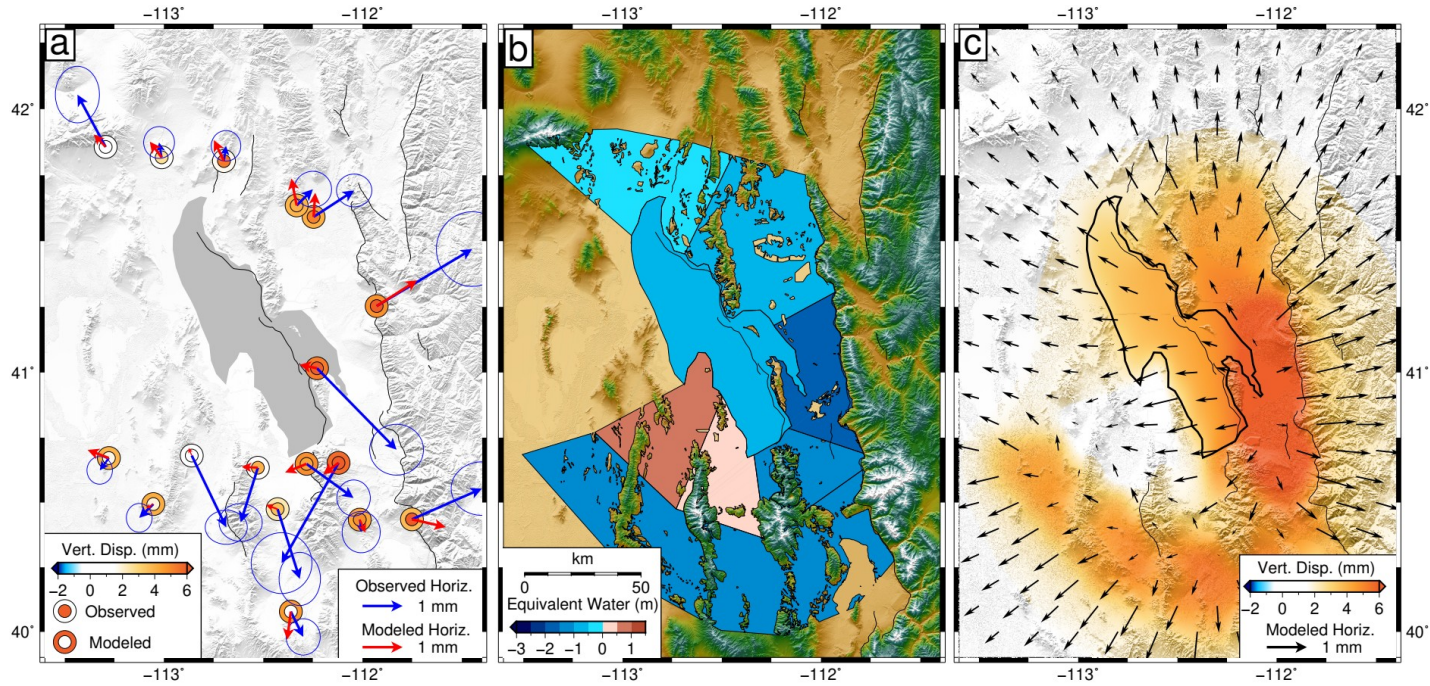 −113˚ −112˚ −113˚ −112˚ −113˚ −112˚
a b c
42˚ 42˚
41˚ 41˚
40˚ 40˚
Vert. Disp. (mm)
−2 0 2 4 6
Observed
Modeled
Observed Horiz.
1 mm
Modeled Horiz.
1 mm
km
0 50
Equivalent Water (m)
−3 −2 −1 0 1
Vert. Disp. (mm)
−2 0 2 4 6
Modeled Horiz.
1 mm
−113˚ −112˚ −113˚ −112˚ −113˚ −112˚